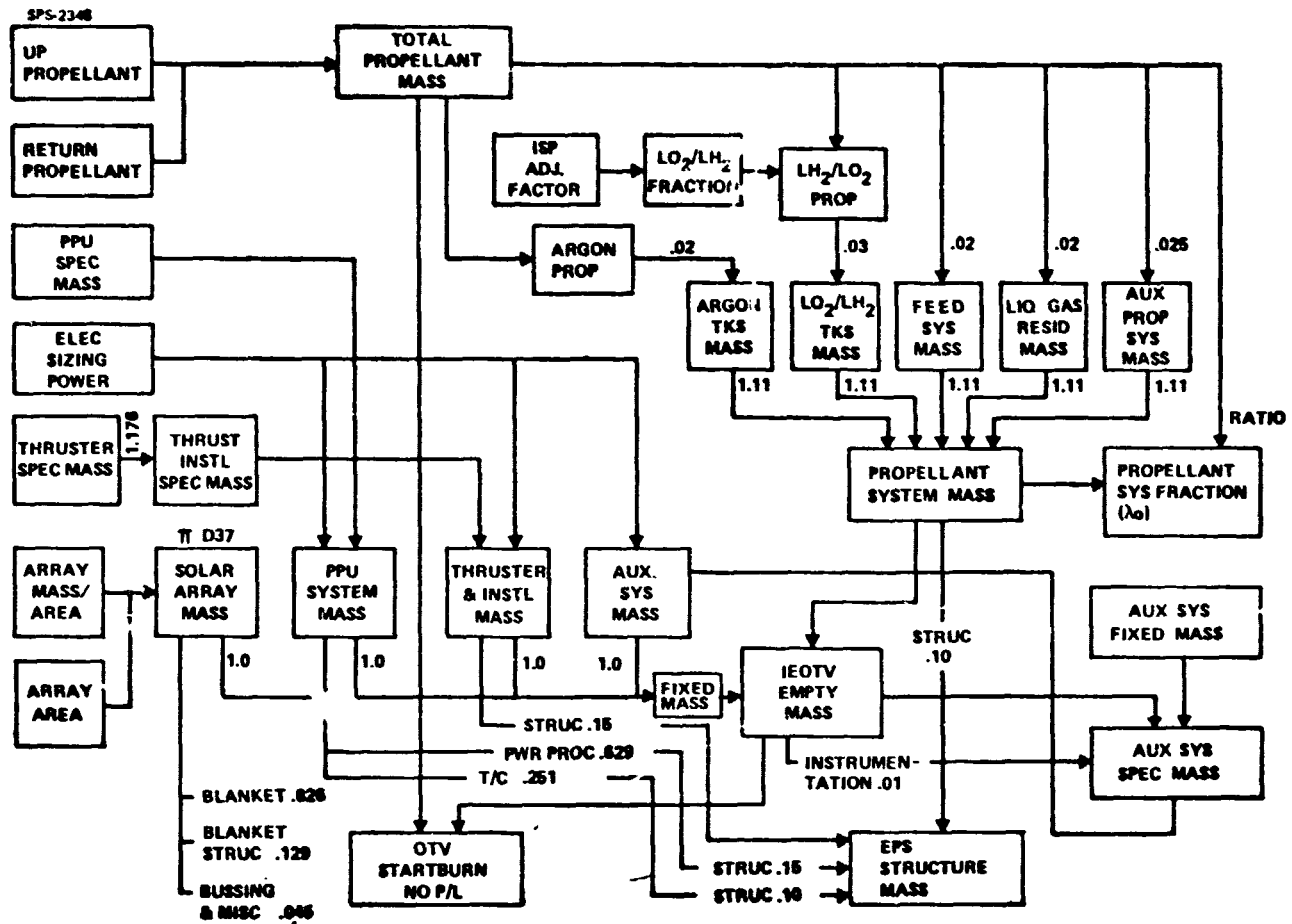 SPS-2348
UP
PROPELLANT
TOTAL
PROPELLANT
MASS
RETURN
PROPELLANT
ISP
ADJ.
FACTOR
LO2/LH2
FRACTION
LH2/LO2
PROP
PPU
SPEC
MASS
ARGON
PROP
.02
.03
.02
.02
.025
ELEC
SIZING
POWER
ARGON
TKS
MASS
LO2/LH2
TKS
MASS
FEED
SYS
MASS
LIQ GAS
RESID
MASS
AUX
PROP
SYS
MASS
1.11
1.11
1.11
1.11
1.11
RATIO
THRUSTER
SPEC MASS
1.176
THRUST
INSTL
SPEC MASS
PROPELLANT
SYSTEM MASS
PROPELLANT
SYS FRACTION
(λo)
π D37
ARRAY
MASS/
AREA
SOLAR
ARRAY
MASS
PPU
SYSTEM
MASS
THRUSTER
& INSTL
MASS
AUX.
SYS
MASS
AUX SYS
FIXED MASS
STRUC
.10
1.0
1.0
1.0
1.0
ARRAY
AREA
FIXED
MASS
IEOTV
EMPTY
MASS
STRUC .15
PWR PROC .629
T/C .251
INSTRUMEN-
TATION .01
AUX SYS
SPEC MASS
BLANKET .826
BLANKET
STRUC .129
BUSSING
& MISC .045
OTV
STARTBURN
NO P/L
STRUC .15
STRUC .10
EPS
STRUCTURE
MASS